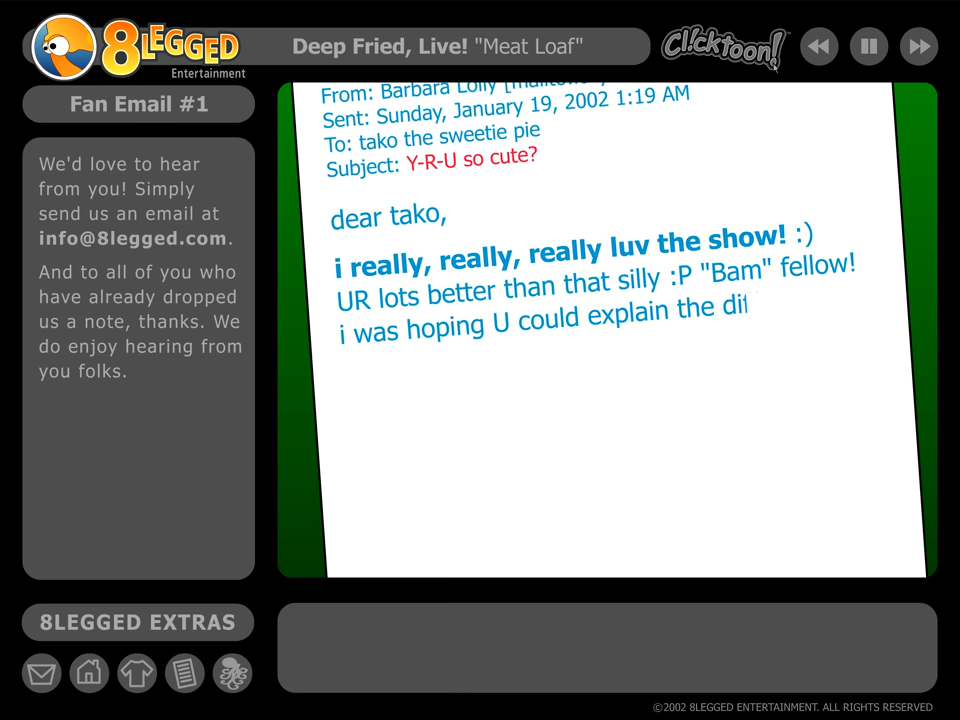 8LEGGED
Entertainment
Deep Fried, Live! "Meat Loaf"
Cl!cktoon!
Fan Email #1
We'd love to hear
from you! Simply
send us an email at
info@8legged.com.
And to all of you who
have already dropped
us a note, thanks. We
do enjoy hearing from
you folks.
From: Barbara Lolly
Sent: Sunday, January 19, 2002 1:19 AM
To: tako the sweetie pie
Subject: Y-R-U so cute?
dear tako,
i really, really, really luv the show! :)
UR lots better than that silly :P "Bam" fellow!
i was hoping U could explain the
8LEGGED EXTRAS
©2002 8LEGGED ENTERTAINMENT. ALL RIGHTS RESERVED